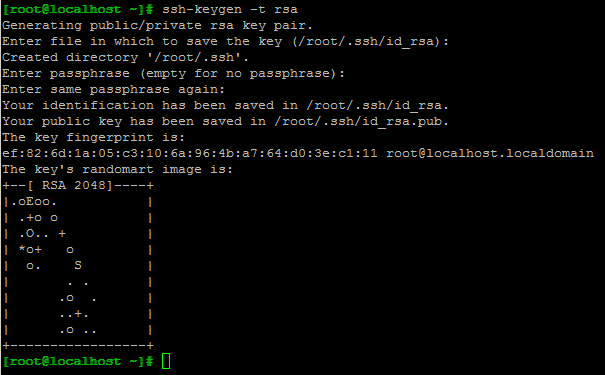 [root@localhost ~]# ssh-keygen -t rsa
Generating public/private rsa key pair.
Enter file in which to save the key (/root/.ssh/id_rsa):
Created directory '/root/.ssh'.
Enter passphrase (empty for no passphrase):
Enter same passphrase again:
Your identification has been saved in /root/.ssh/id_rsa.
Your public key has been saved in /root/.ssh/id_rsa.pub.
The key fingerprint is:
ef:82:6d:1a:05:c3:10:6a:96:4b:a7:64:d0:3e:c1:11 root@localhost.localdomain
The key's randomart image is:
+--[ RSA 2048]----+
|.oEoo.           |
| .+o o           |
| .O.. +          |
| *o+   o         |
|  o.    S        |
|       . .       |
|      .o  .      |
|      ..+.       |
|      .o ..      |
+-----------------+
[root@localhost ~]#